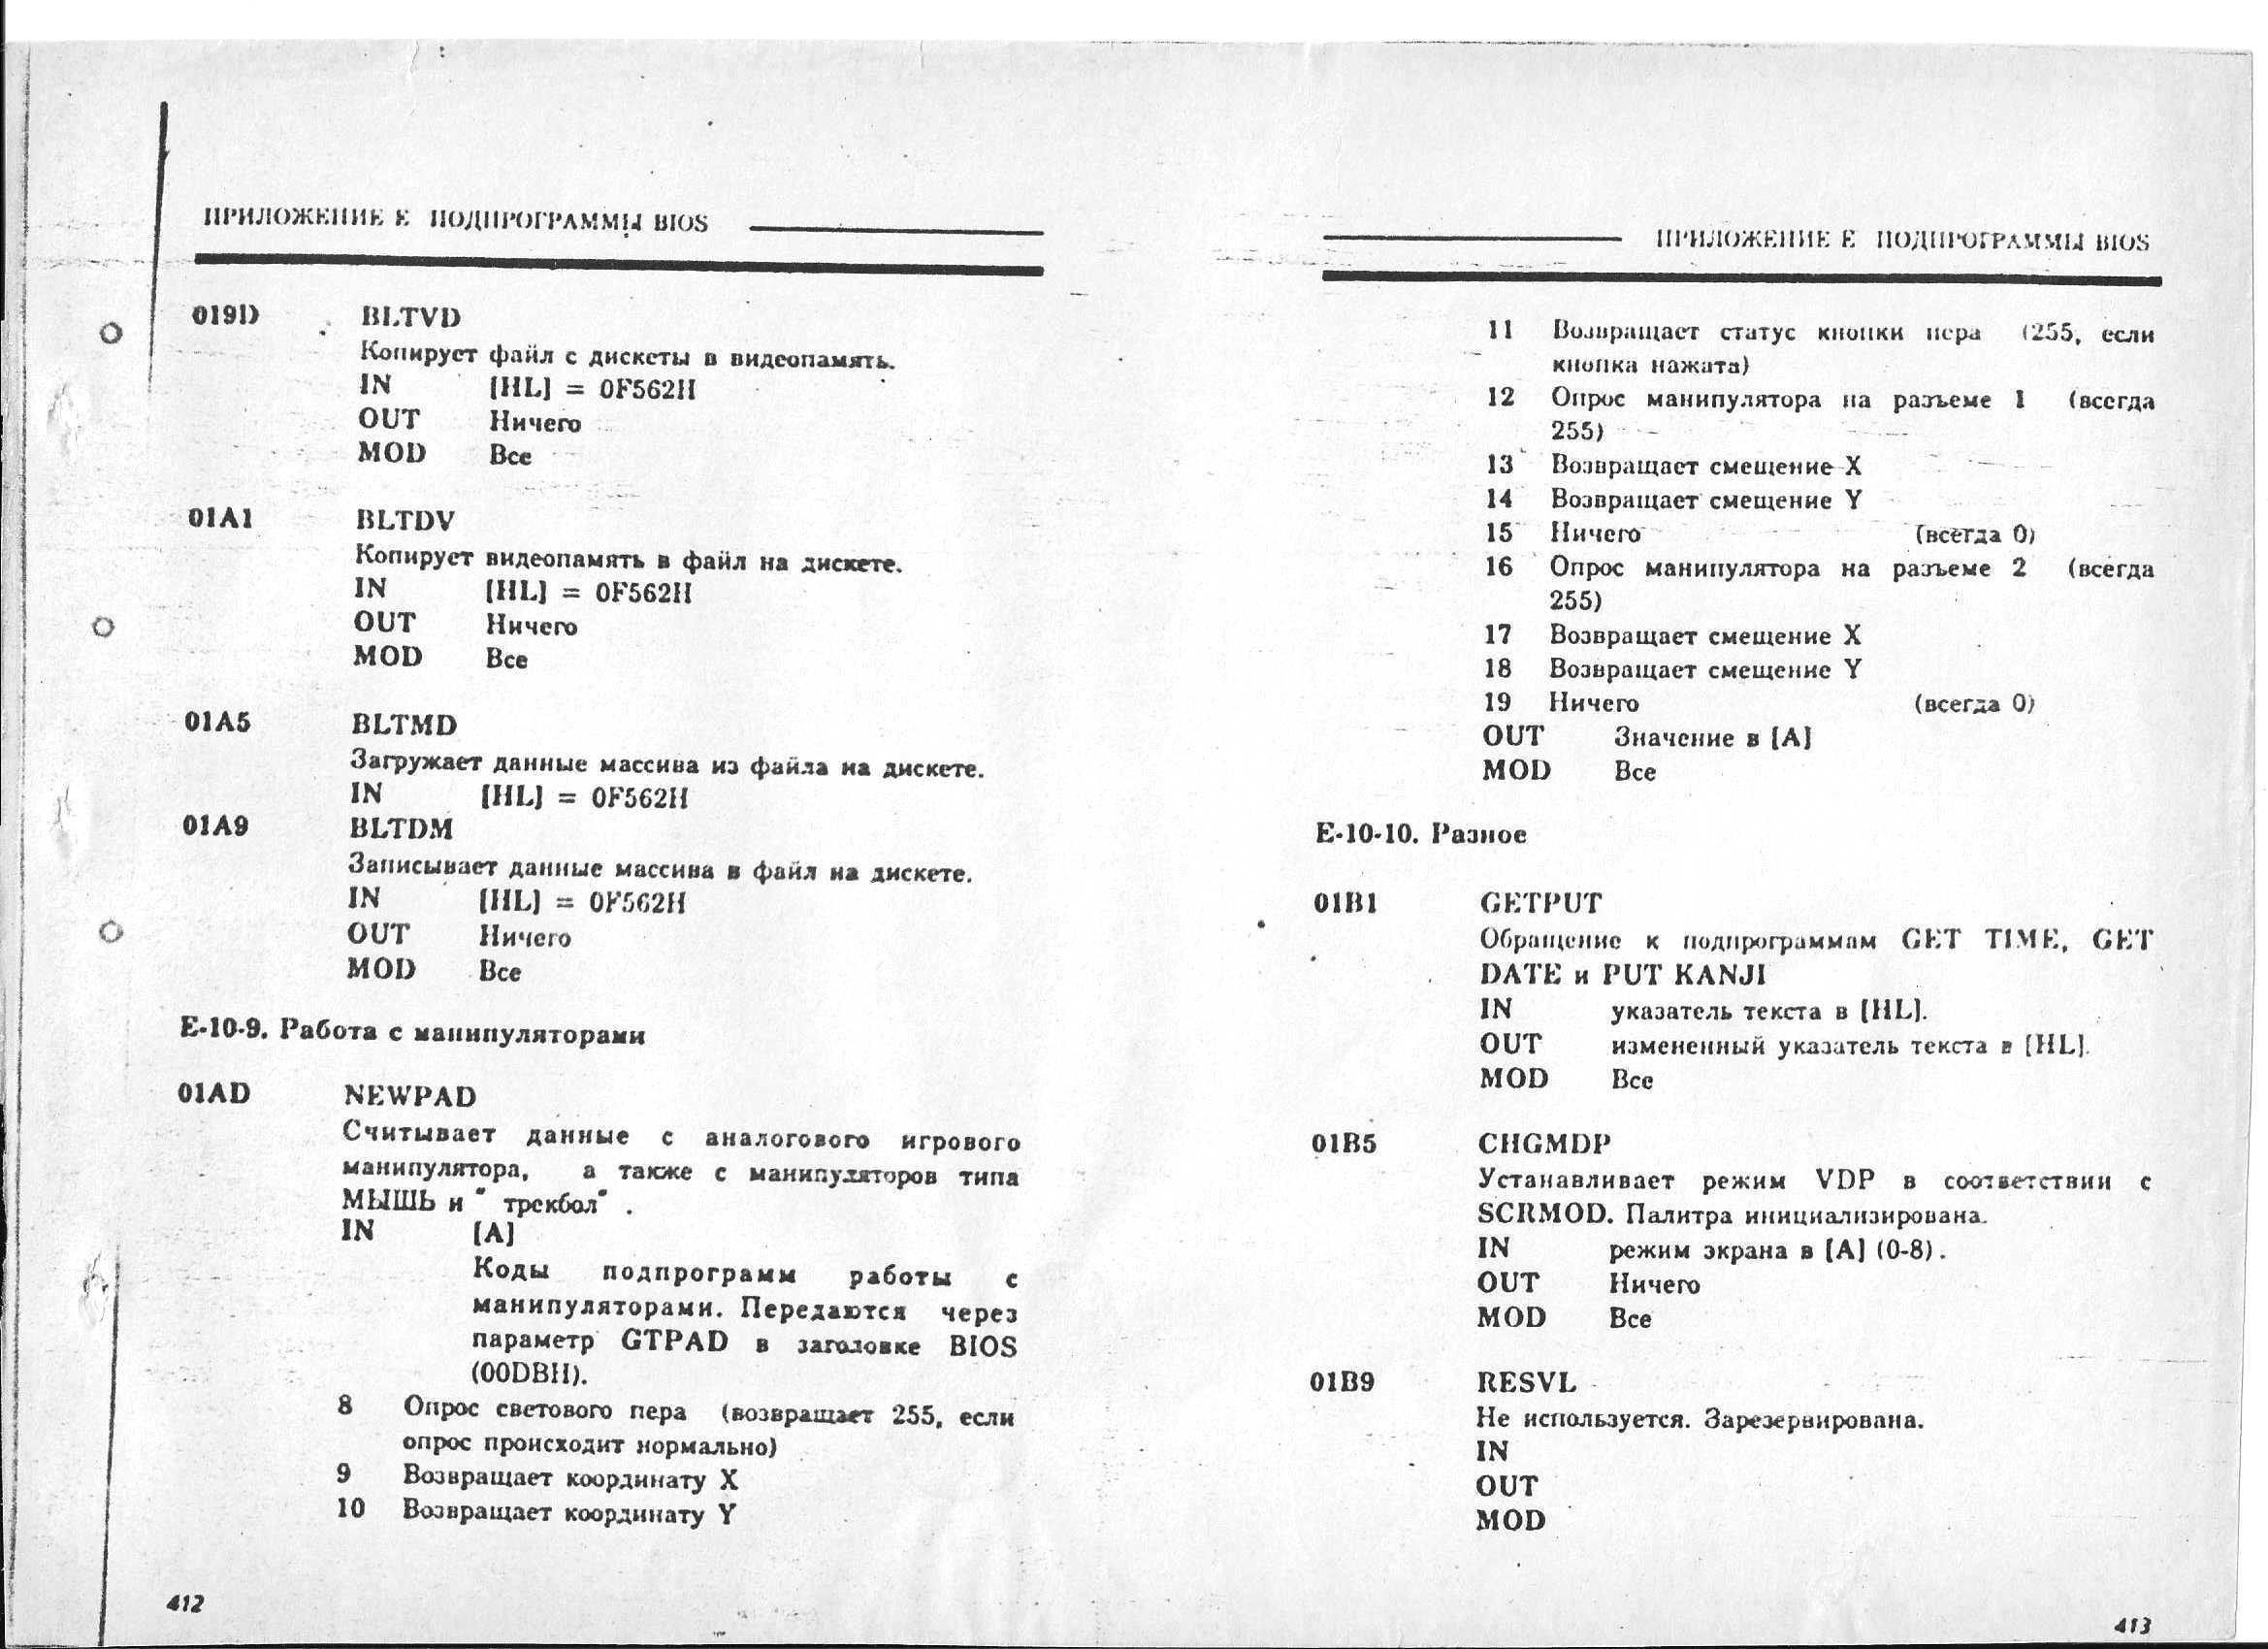 ПРИЛОЖЕНИЕ E ПОДПРОГРАММЫ BIOS
019D BLTVD
Копирует файл с дискеты в видеопамять.
IN [HL] = 0F562H
OUT Ничего
MOD Все
01A1 BLTDV
Копирует видеопамять в файл на дискете.
IN [HL] = 0F562H
OUT Ничего
MOD Все
01A5 BLTMD
Загружает данные массива из файла на дискете.
IN [HL] = 0F562H
01A9 BLTDM
Записывает данные массива в файл на дискете.
IN [HL] = 0F562H
OUT Ничего
MOD Все
E-10-9. Работа с манипуляторами
01AD NEWPAD
Считывает данные с аналогового игрового
манипулятора, а также с манипуляторов типа
МЫШЬ и " трекбол" .
IN [A]
Коды подпрограмм работы с
манипуляторами. Передаются через
параметр GTPAD в заголовке BIOS
(00DBH).
8 Опрос светового пера (возвращает 255, если
опрос происходит нормально)
9 Возвращает координату X
10 Возвращает координату Y
412
ПРИЛОЖЕНИЕ E ПОДПРОГРАММЫ BIOS
11 Возвращает статус кнопки пера (255, если
кнопка нажата)
12 Опрос манипулятора на разъеме 1 (всегда
255)
13 Возвращает смещение X
14 Возвращает смещение Y
15 Ничего (всегда 0)
16 Опрос манипулятора на разъеме 2 (всегда
255)
17 Возвращает смещение X
18 Возвращает смещение Y
19 Ничего (всегда 0)
OUT Значение в [A]
MOD Все
E-10-10. Разное
01B1 GETPUT
Обращение к подпрограммам GET TIME, GET
DATE и PUT KANJI
IN указатель текста в [HL].
OUT измененный указатель текста в [HL].
MOD Все
01B5 CHGMDP
Устанавливает режим VDP в соответствии с
SCRMOD. Палитра инициализирована.
IN режим экрана в [A] (0-8).
OUT Ничего
MOD Все
01B9 RESVL
Не используется. Зарезервирована.
IN
OUT
MOD
413